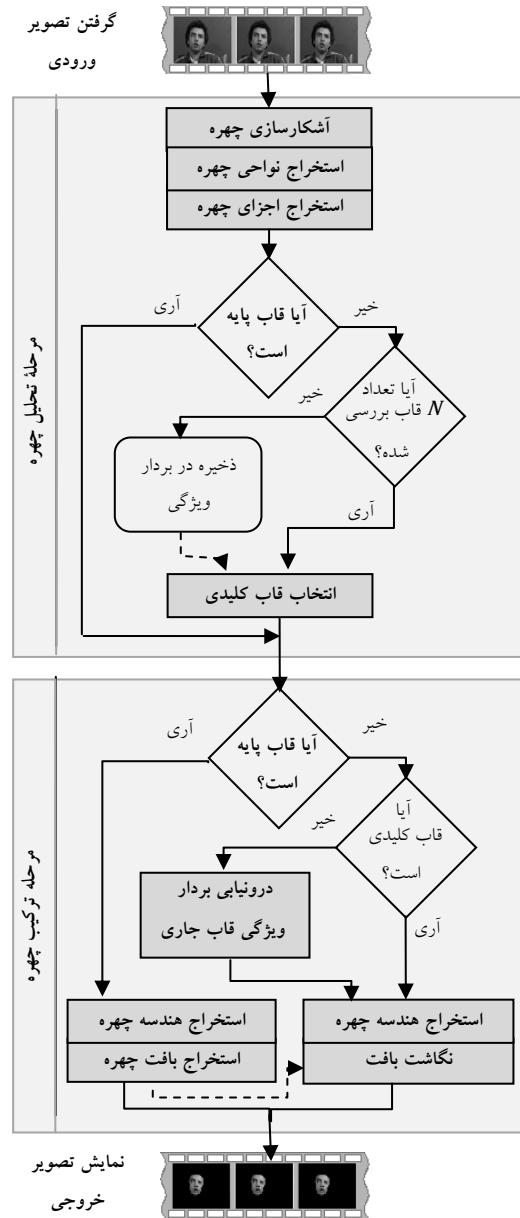 گرفتن تصویر
ورودی
آشکارسازی چهره
استخراج نواحی چهره
استخراج اجزای چهره
آیا قاب پایه
است؟
آری
خیر
آیا تعداد
N قاب بررسی
شده؟
خیر
آری
ذخیره در بردار
ویژگی
انتخاب قاب کلیدی
مرحلهٔ تحلیل چهره
آیا قاب پایه
است؟
آری
خیر
آیا
قاب کلیدی
است؟
خیر
آری
درونیابی بردار
ویژگی قاب جاری
استخراج هندسه چهره
نگاشت بافت
استخراج هندسه چهره
استخراج بافت چهره
مرحله ترکیب چهره
نمایش تصویر
خروجی